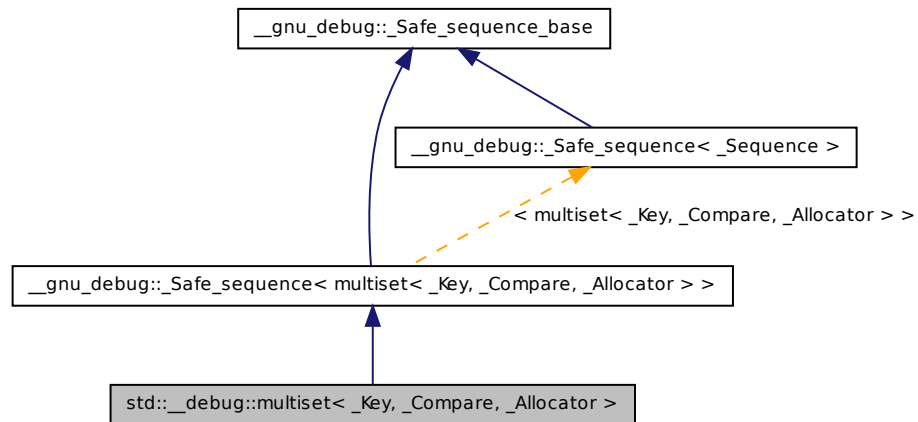 __gnu_debug::_Safe_sequence_base
__gnu_debug::_Safe_sequence< _Sequence >
< multiset< _Key, _Compare, _Allocator > >
__gnu_debug::_Safe_sequence< multiset< _Key, _Compare, _Allocator > >
std::__debug::multiset< _Key, _Compare, _Allocator >